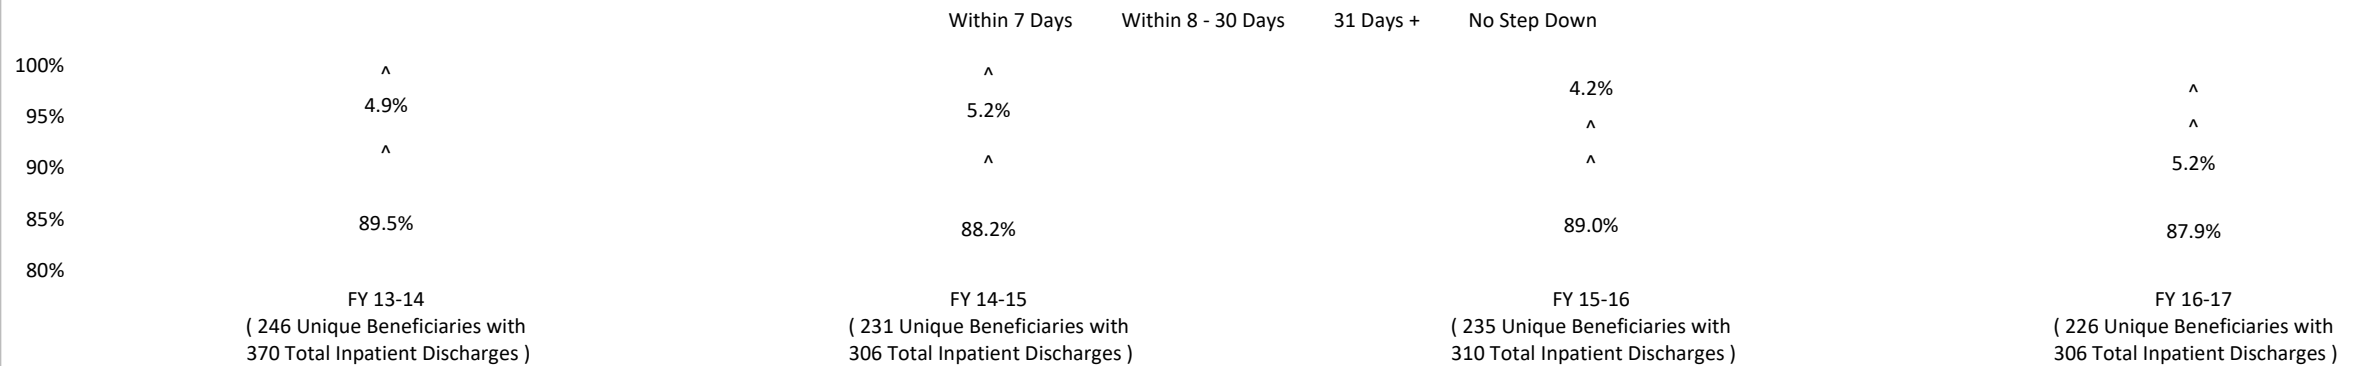 Within 7 Days Within 8 - 30 Days 31 Days + No Step Down
100%
95%
90%
85%
80%
^
4.9%
^
89.5%
^
5.2%
^
88.2%
4.2%
^
^
89.0%
^
^
5.2%
87.9%
FY 13-14
( 246 Unique Beneficiaries with
370 Total Inpatient Discharges )
FY 14-15
( 231 Unique Beneficiaries with
306 Total Inpatient Discharges )
FY 15-16
( 235 Unique Beneficiaries with
310 Total Inpatient Discharges )
FY 16-17
( 226 Unique Beneficiaries with
306 Total Inpatient Discharges )